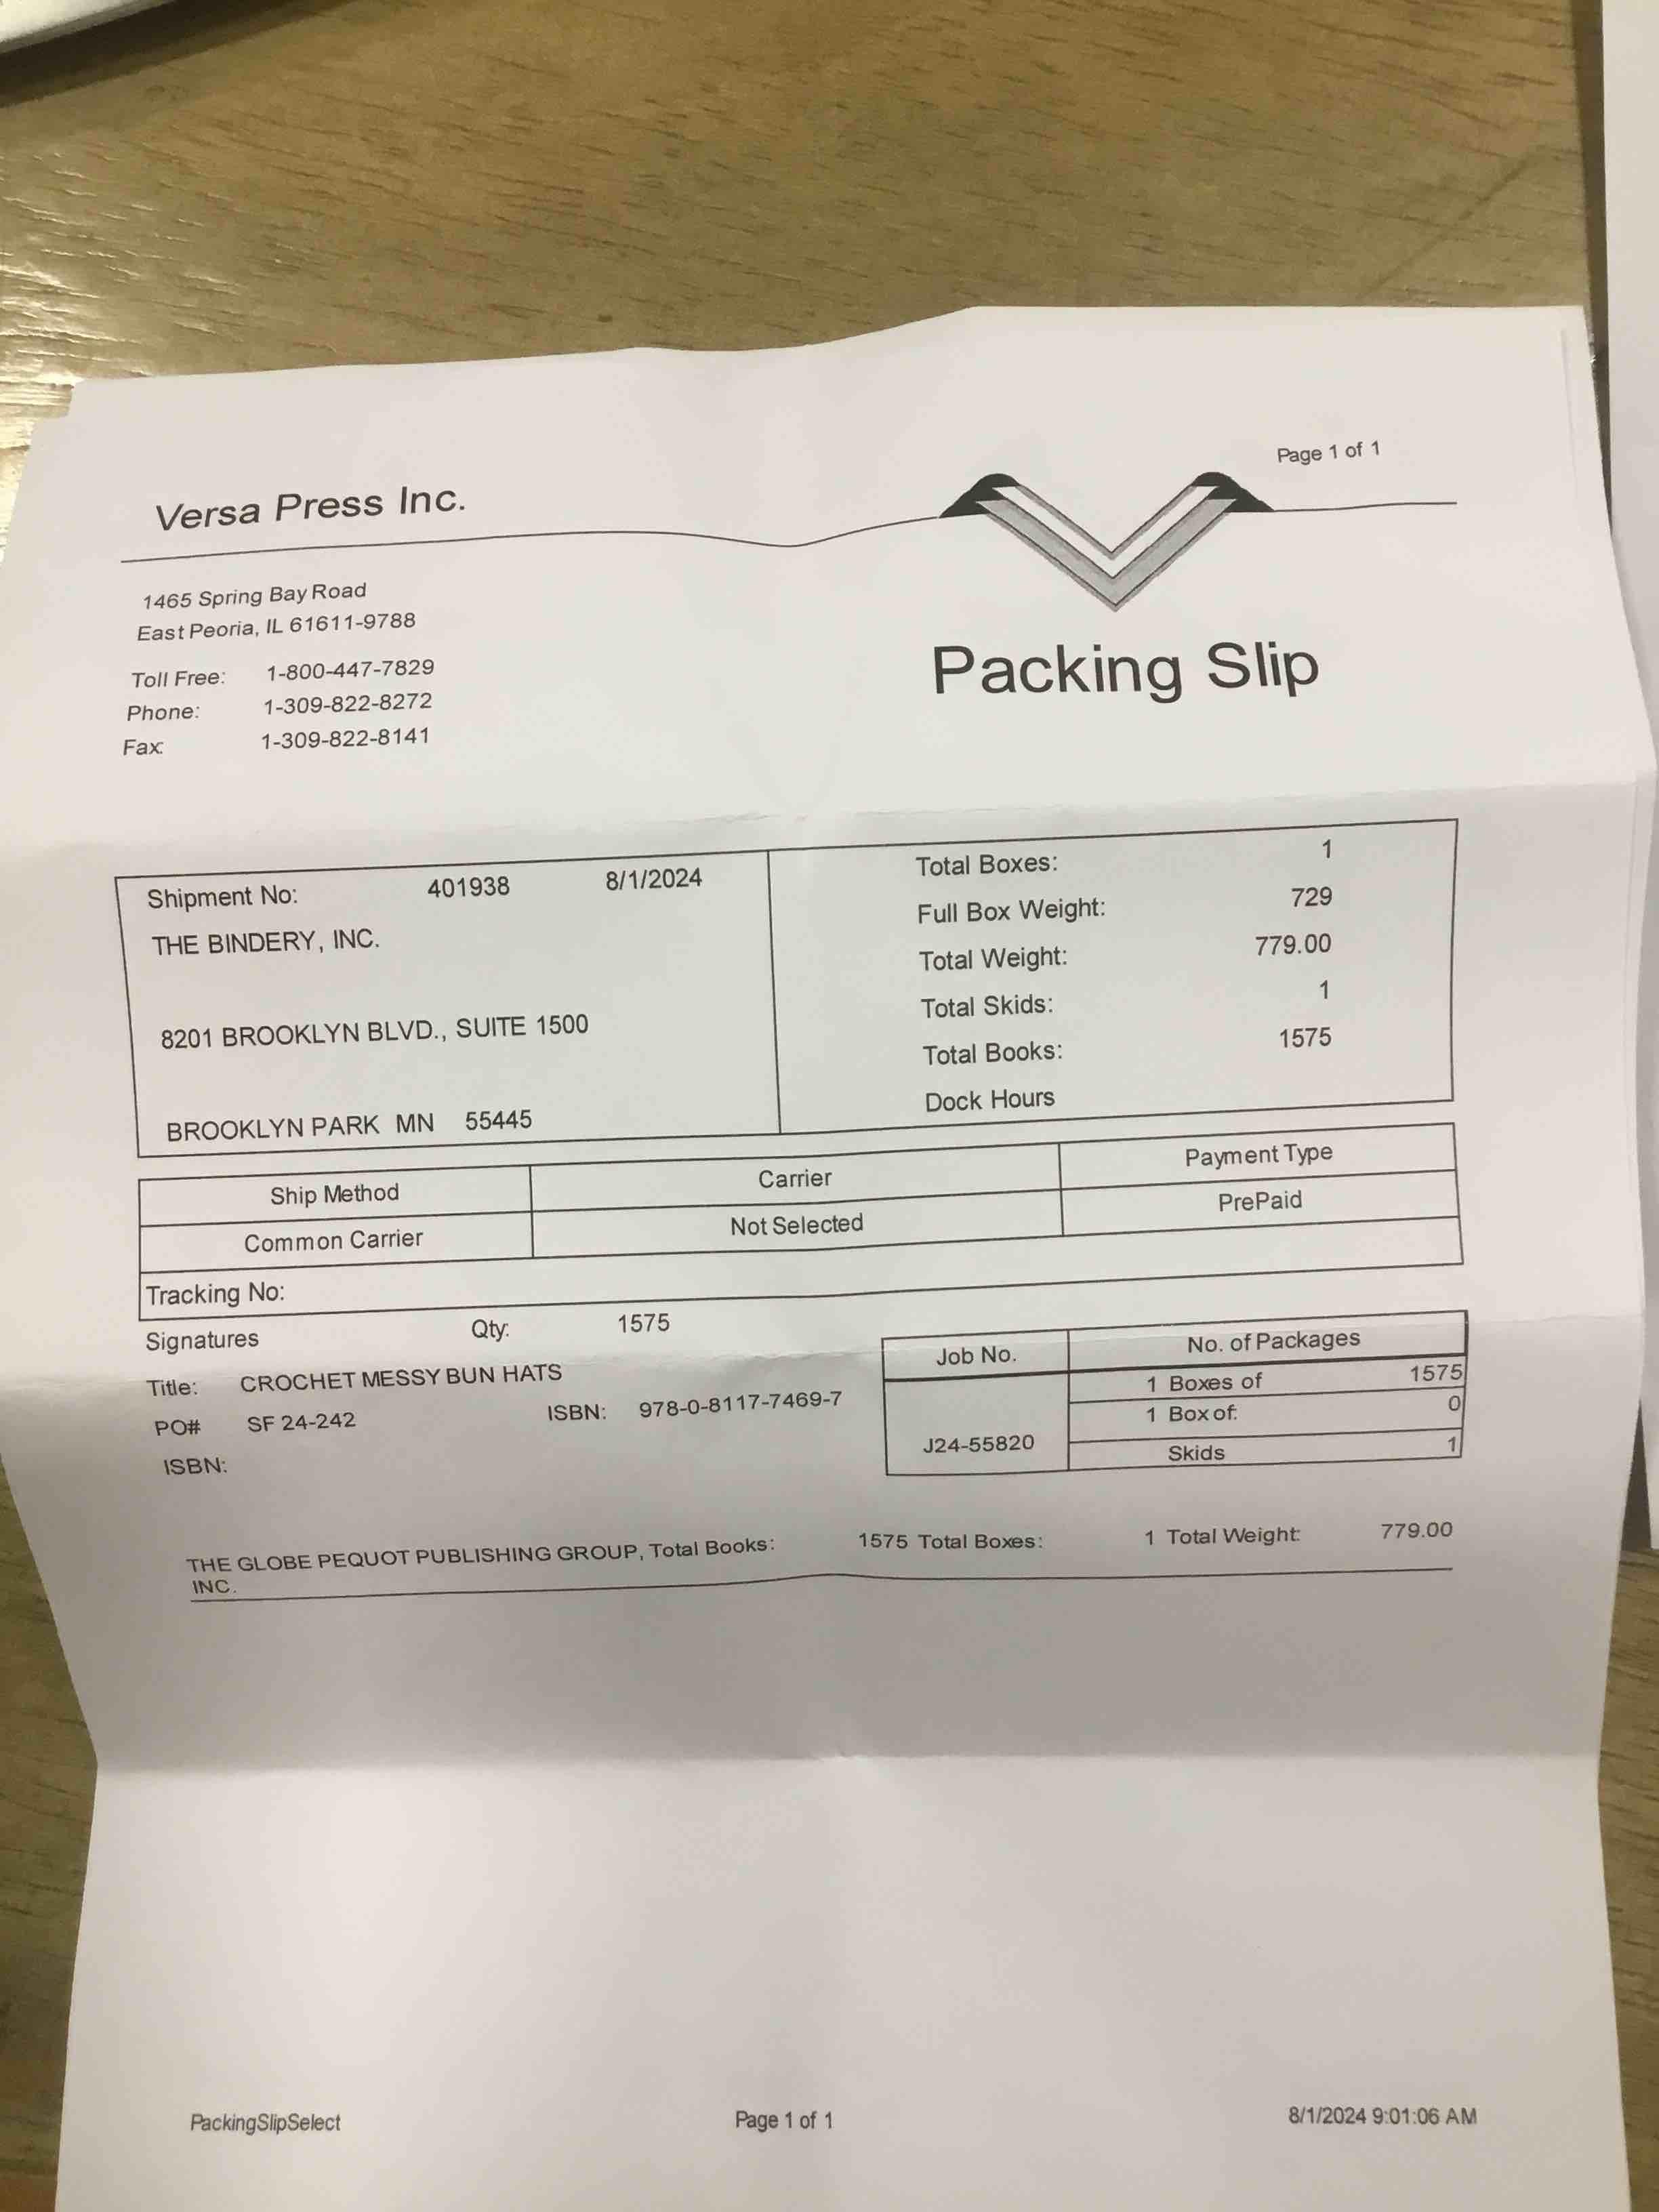 Page 1 of 1
Versa Press Inc.
1465 Spring Bay Road
East Peoria, IL 61611-9788
Toll Free: 1-800-447-7829
Phone: 1-309-822-8272
Fax: 1-309-822-8141
Packing Slip
Shipment No: 401938 8/1/2024
THE BINDERY, INC.
8201 BROOKLYN BLVD., SUITE 1500
BROOKLYN PARK MN 55445
Total Boxes: 1
Full Box Weight: 729
Total Weight: 779.00
Total Skids: 1
Total Books: 1575
Dock Hours
Ship Method Carrier Payment Type
Common Carrier Not Selected PrePaid
Tracking No:
Signatures Qty: 1575
Title: CROCHET MESSY BUN HATS
PO# SF 24-242 ISBN: 978-0-8117-7469-7
ISBN:
Job No. No. of Packages
1 Boxes of 1575
1 Box of: 0
J24-55820 Skids 1
THE GLOBE PEQUOT PUBLISHING GROUP, Total Books: 1575 Total Boxes: 1 Total Weight: 779.00
INC.
PackingSlipSelect Page 1 of 1 8/1/2024 9:01:06 AM